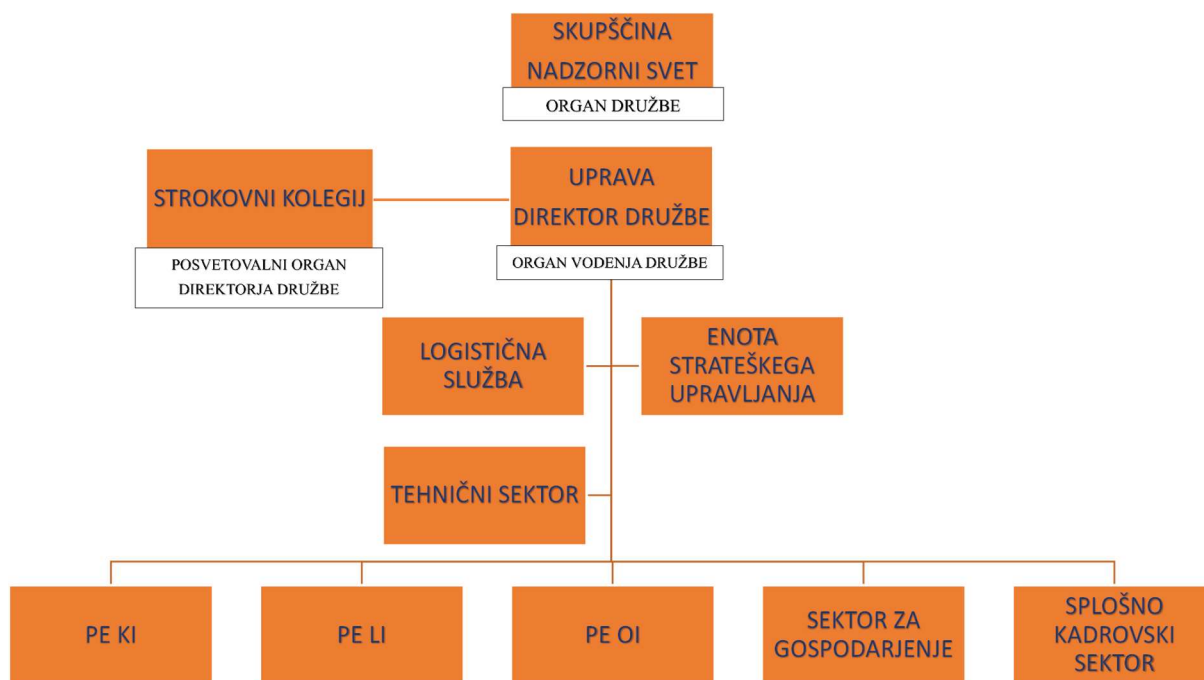 SKUPŠČINA
NADZORNI SVET
ORGAN DRUŽBE
STROKOVNI KOLEGIJ
POSVETOVALNI ORGAN
DIREKTORJA DRUŽBE
UPRAVA
DIREKTOR DRUŽBE
ORGAN VODENJA DRUŽBE
LOGISTIČNA
SLUŽBA
ENOTA
STRATEŠKEGA
UPRAVLJANJA
TEHNIČNI SEKTOR
PE KI
PE LI
PE OI
SEKTOR ZA
GOSPODARJENJE
SPLOŠNO
KADROVSKI
SEKTOR